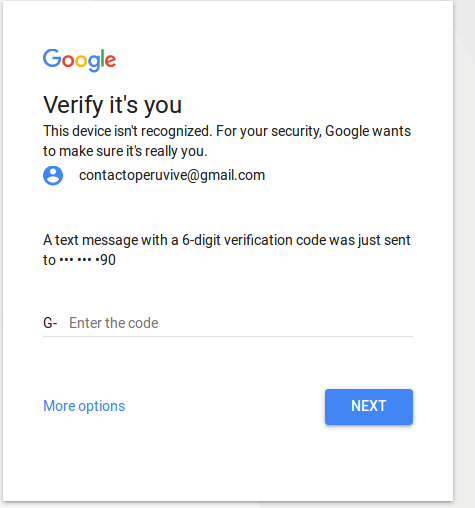 Google
Verify it's you
This device isn't recognized. For your security, Google wants
to make sure it's really you.
contactoperuvive@gmail.com
A text message with a 6-digit verification code was just sent
to ••• ••• •90
G- Enter the code
More options NEXT